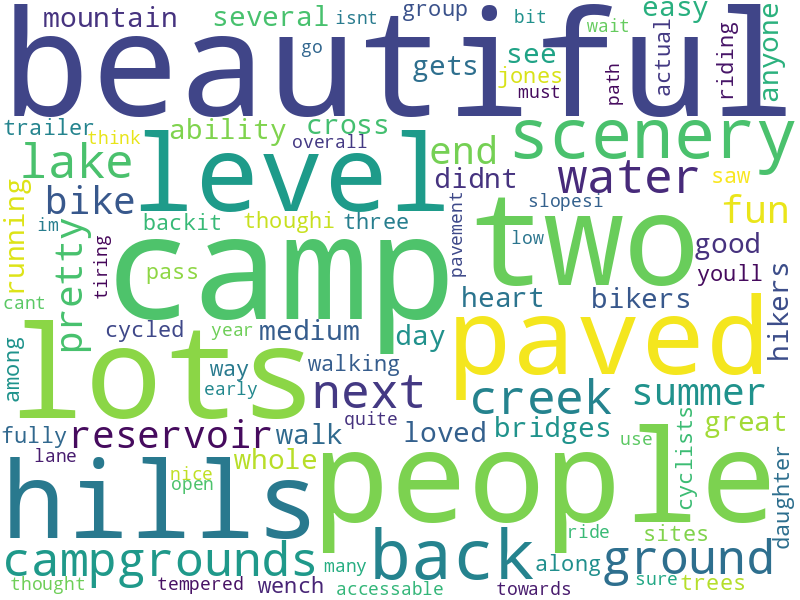 beautiful
mountain
several
isnt
group
bit
easy
go
wait
gets
see
jones
must
path
actual
riding
anyone
trailer
think
ability
cross
overall
scenery
lake
level
end
water
didnt
saw
bike
slopesi
fun
running
im
pretty
backit
thoughi
three
pavement
two
low
good
tiring
camp
pass
youll
cant
heart
bikers
hikers
cycled
year
medium
day
paved
among
lots
way
walking
early
next
creek
summer
fully
reservoir
walk
quite
loved
bridges
great
use
cyclists
lane
whole
nice
open
hills
people
daughter
ride
sites
campgrounds
back
along
ground
many
thought
tempered
wench
accessable
towards
sure
trees